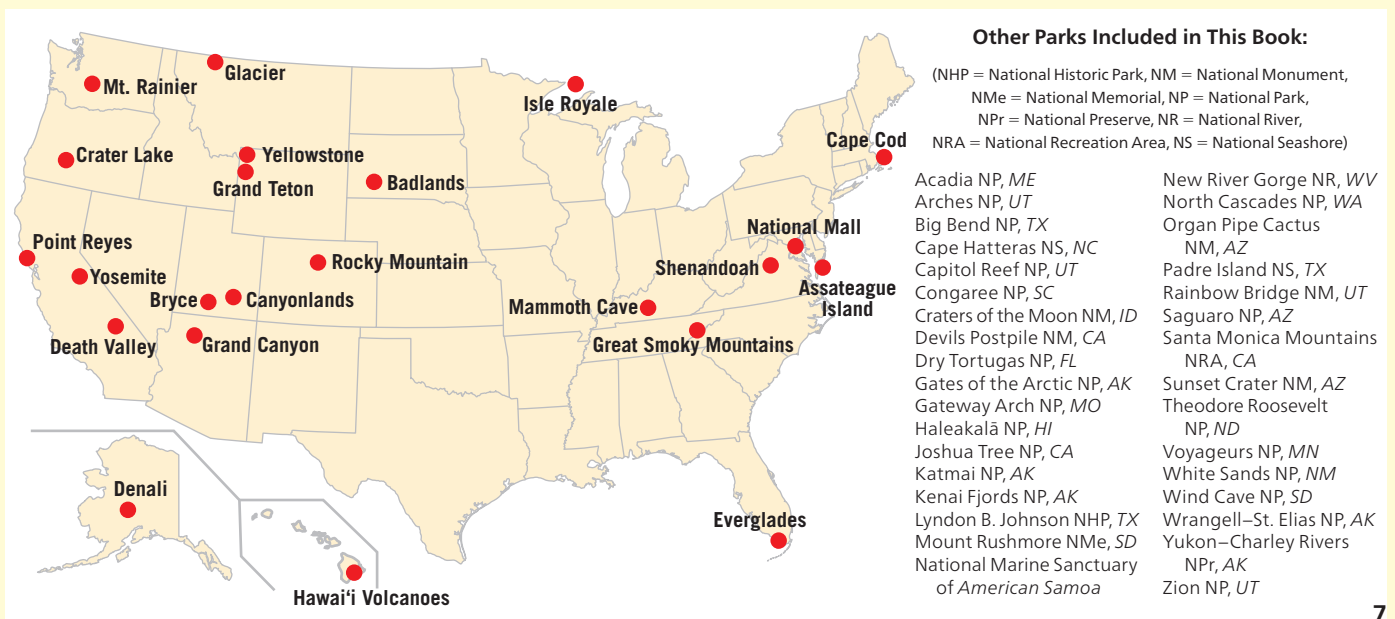 Glacier
Mt. Rainier
Isle Royale
Crater Lake
Yellowstone
Grand Teton
Badlands
Cape Cod
National Mall
Point Reyes
Yosemite
Rocky Mountain
Shenandoah
Assateague
Island
Bryce
Canyonlands
Mammoth Cave
Death Valley
Grand Canyon
Great Smoky Mountains
Denali
Everglades
Hawai‘i Volcanoes
Other Parks Included in This Book:
(NHP = National Historic Park, NM = National Monument,
NMe = National Memorial, NP = National Park,
NPr = National Preserve, NR = National River,
NRA = National Recreation Area, NS = National Seashore)
Acadia NP, ME
Arches NP, UT
Big Bend NP, TX
Cape Hatteras NS, NC
Capitol Reef NP, UT
Congaree NP, SC
Craters of the Moon NM, ID
Devils Postpile NM, CA
Dry Tortugas NP, FL
Gates of the Arctic NP, AK
Gateway Arch NP, MO
Haleakalā NP, HI
Joshua Tree NP, CA
Katmai NP, AK
Kenai Fjords NP, AK
Lyndon B. Johnson NHP, TX
Mount Rushmore NMe, SD
National Marine Sanctuary
of American Samoa
New River Gorge NR, WV
North Cascades NP, WA
Organ Pipe Cactus
NM, AZ
Padre Island NS, TX
Rainbow Bridge NM, UT
Saguaro NP, AZ
Santa Monica Mountains
NRA, CA
Sunset Crater NM, AZ
Theodore Roosevelt
NP, ND
Voyageurs NP, MN
White Sands NP, NM
Wind Cave NP, SD
Wrangell–St. Elias NP, AK
Yukon–Charley Rivers
NPr, AK
Zion NP, UT
7